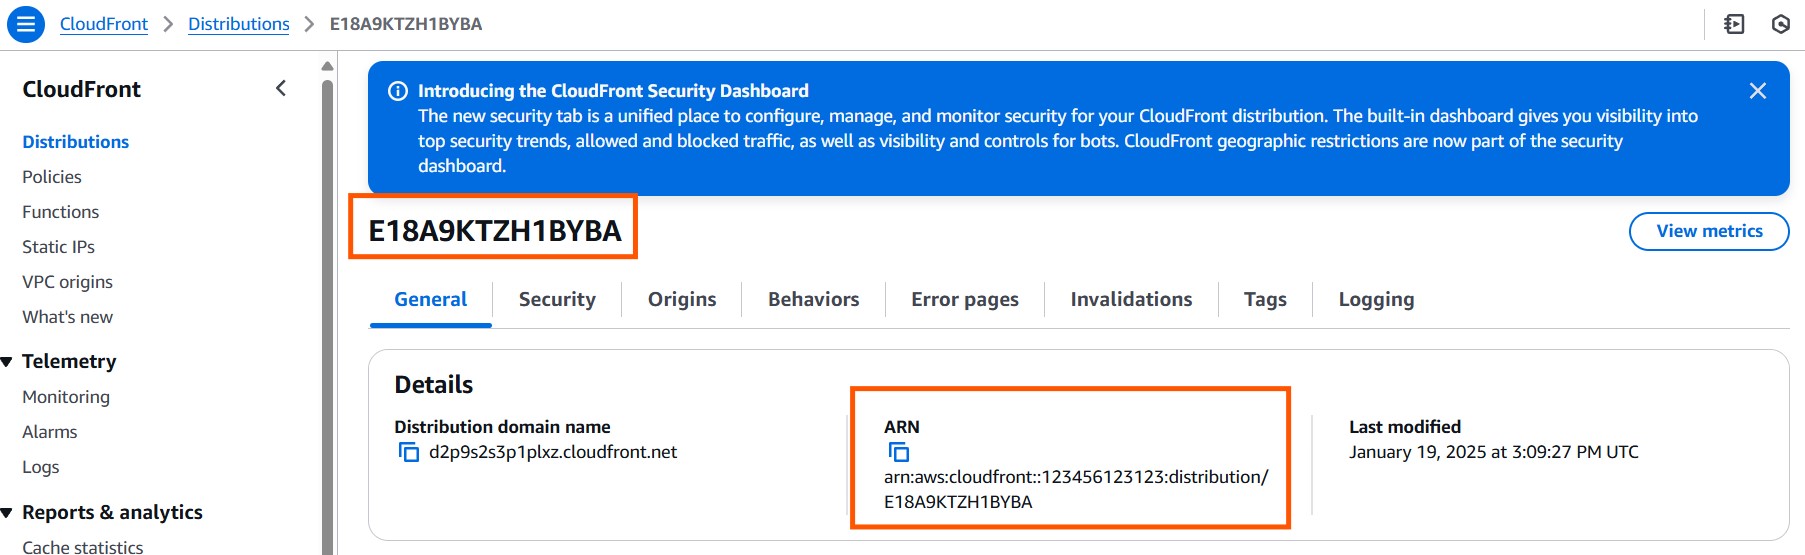 CloudFront > Distributions > E18A9KTZH1BYBA
CloudFront
Distributions
Policies
Functions
Static IPs
VPC origins
What's new
Telemetry
Monitoring
Alarms
Logs
Reports & analytics
Cache statistics
Introducing the CloudFront Security Dashboard
The new security tab is a unified place to configure, manage, and monitor security for your CloudFront distribution. The built-in dashboard gives you visibility into
top security trends, allowed and blocked traffic, as well as visibility and controls for bots. CloudFront geographic restrictions are now part of the security
dashboard.
E18A9KTZH1BYBA
View metrics
General
Security
Origins
Behaviors
Error pages
Invalidations
Tags
Logging
Details
Distribution domain name
d2p9s2s3p1plxz.cloudfront.net
ARN
arn:aws:cloudfront::123456123123:distribution/
E18A9KTZH1BYBA
Last modified
January 19, 2025 at 3:09:27 PM UTC